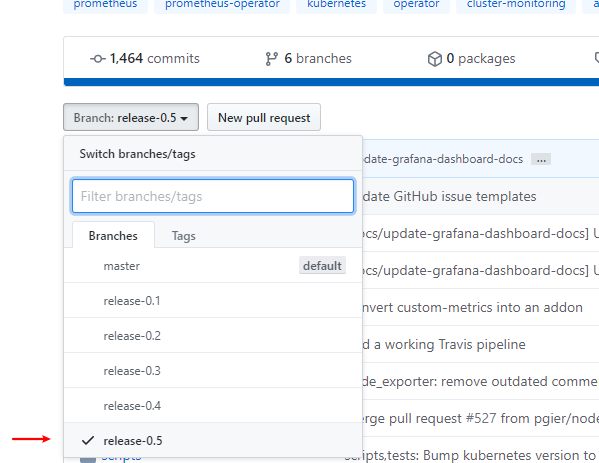 prometheus prometheus-operator kubernetes operator cluster-monitoring
1,464 commits 6 branches 0 packages
Branch: release-0.5 New pull request
Switch branches/tags
Filter branches/tags
Branches Tags
master default
release-0.1
release-0.2
release-0.3
release-0.4
release-0.5
date-grafana-dashboard-docs ...
date GitHub issue templates
ocs/update-grafana-dashboard-docs] U
ocs/update-grafana-dashboard-docs] U
nvert custom-metrics into an addon
d a working Travis pipeline
de_exporter: remove outdated comme
erge pull request #527 from pgier/node
scripts scripts,tests: Bump kubernetes version to